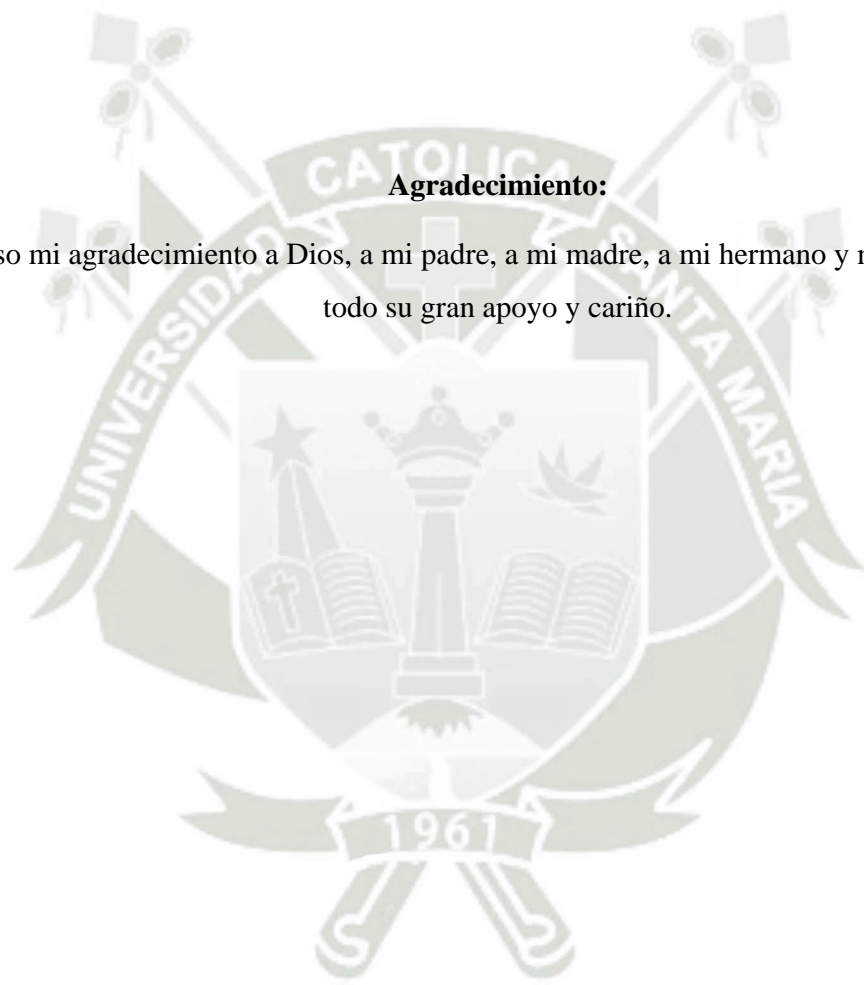 CATOLICA
Agradecimiento:
UNIVERSIDAD
SANTA MARIA
so mi agradecimiento a Dios, a mi padre, a mi madre, a mi hermano y
todo su gran apoyo y cariño.
1961